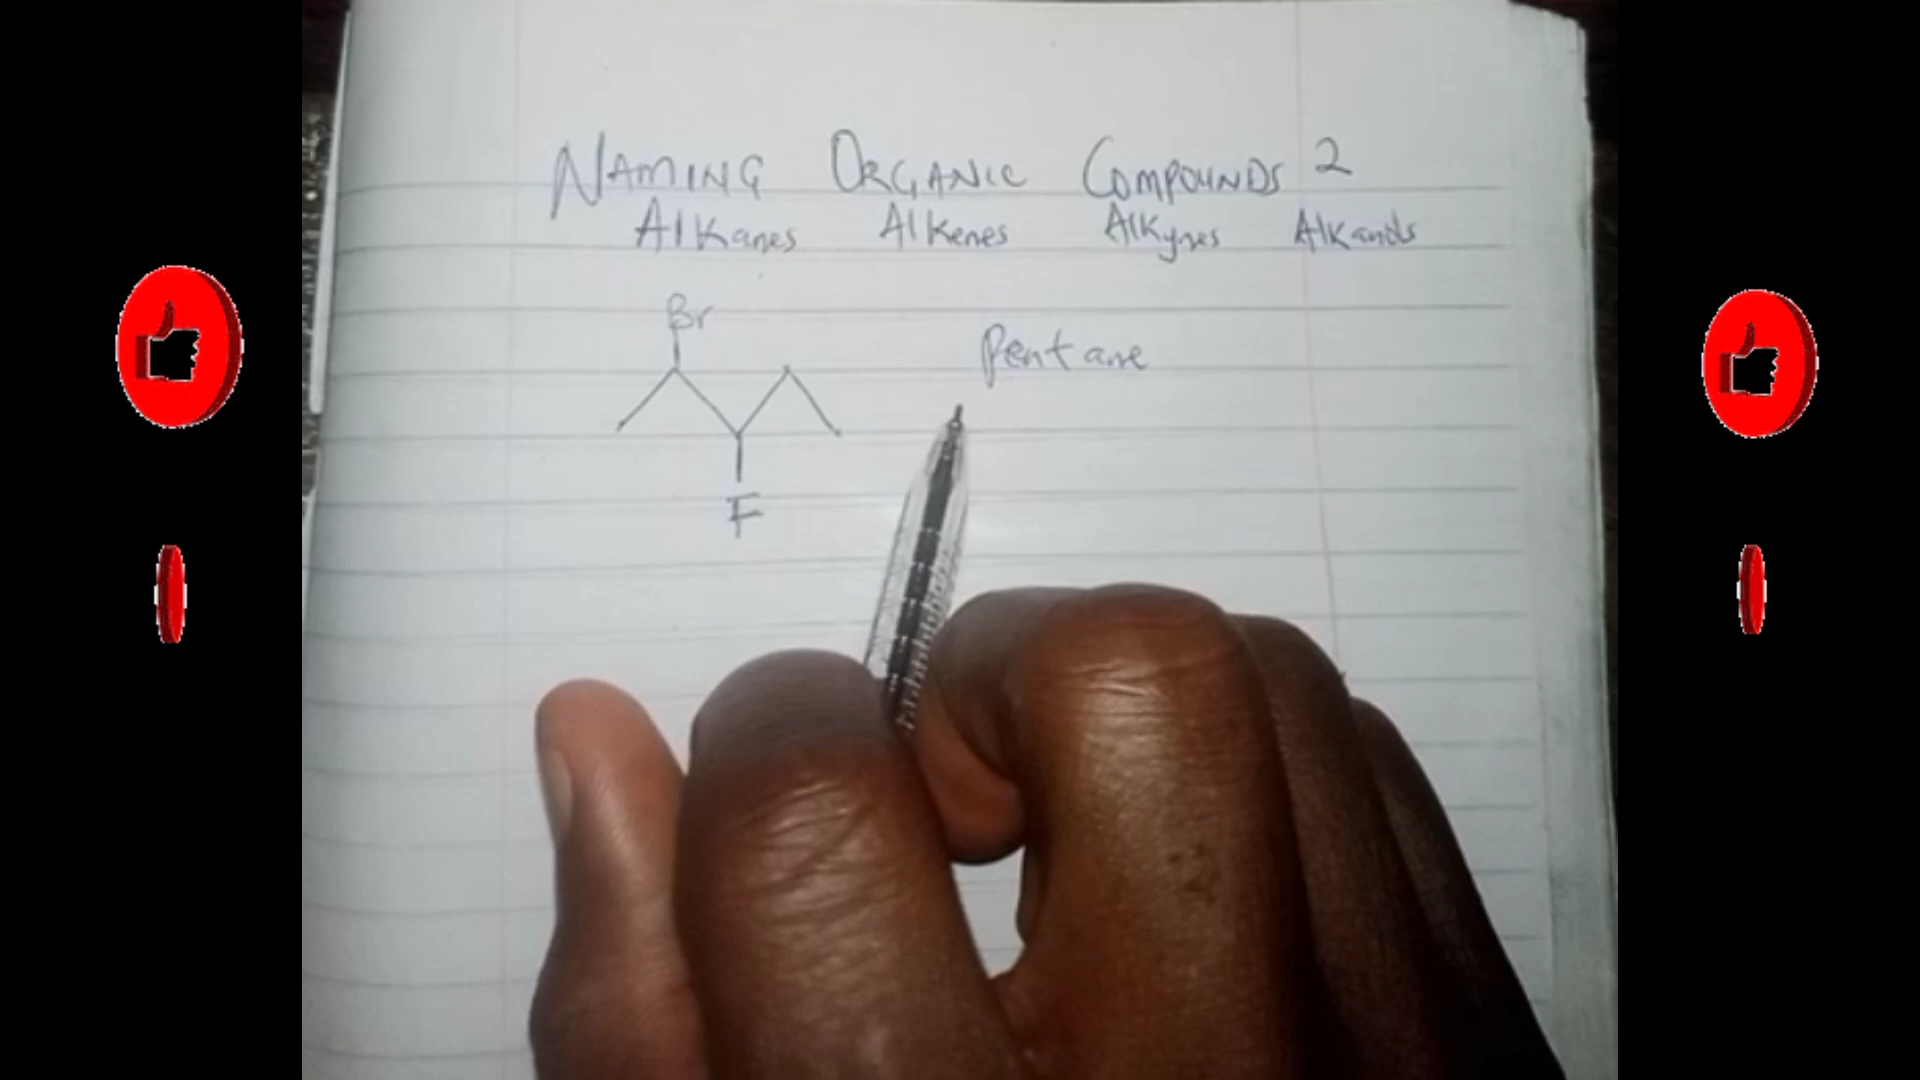 NAMING ORGANIC COMPOUNDS 2
Alkanes Alkenes Alkynes Alkanols
Br
Pentane
F